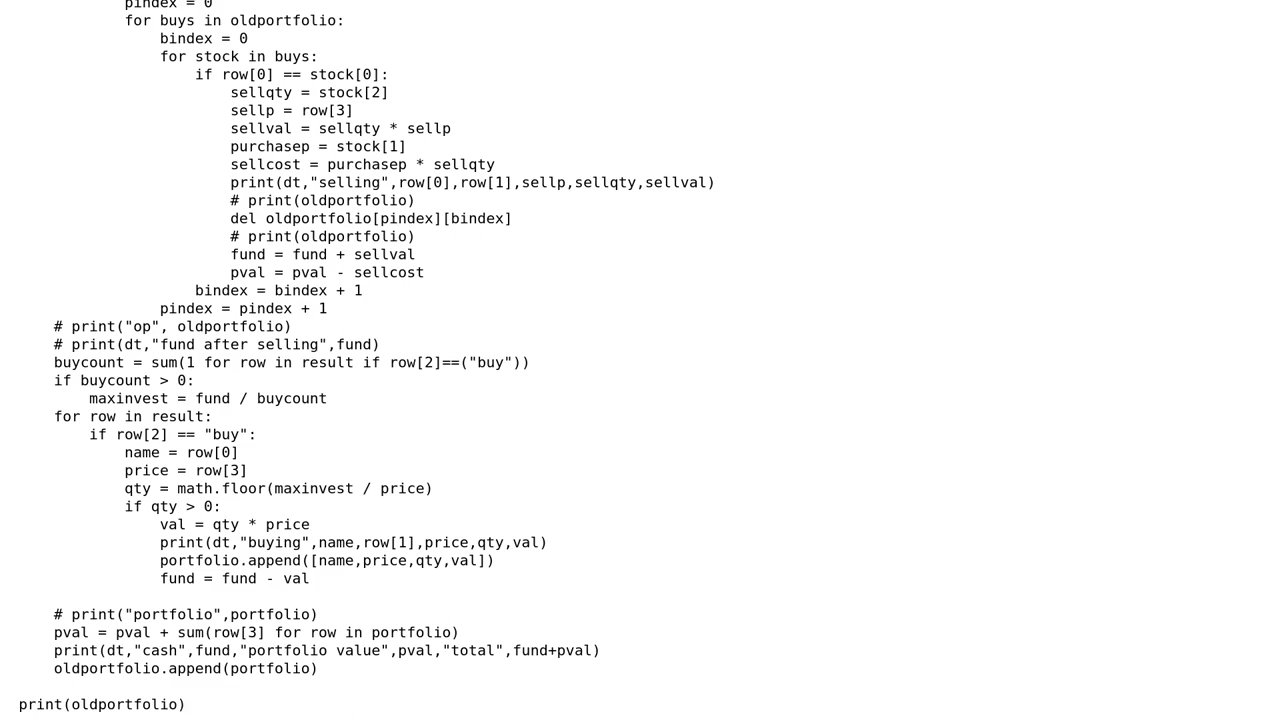 pindex = 0
for buys in oldportfolio:
bindex = 0
for stock in buys:
if row[0] == stock[0]:
sellqty = stock[2]
sellp = row[3]
sellval = sellqty * sellp
purchasep = stock[1]
sellcost = purchasep * sellqty
print(dt,"selling",row[0],row[1],sellp,sellqty,sellval)
# print(oldportfolio)
del oldportfolio[pindex][bindex]
# print(oldportfolio)
fund = fund + sellval
pval = pval - sellcost
bindex = bindex + 1
pindex = pindex + 1
# print("op", oldportfolio)
# print(dt,"fund after selling",fund)
buycount = sum(1 for row in result if row[2]==("buy"))
if buycount > 0:
maxinvest = fund / buycount
for row in result:
if row[2] == "buy":
name = row[0]
price = row[3]
qty = math.floor(maxinvest / price)
if qty > 0:
val = qty * price
print(dt,"buying",name,row[1],price,qty,val)
portfolio.append([name,price,qty,val])
fund = fund - val
# print("portfolio",portfolio)
pval = pval + sum(row[3] for row in portfolio)
print(dt,"cash",fund,"portfolio value",pval,"total",fund+pval)
oldportfolio.append(portfolio)
print(oldportfolio)